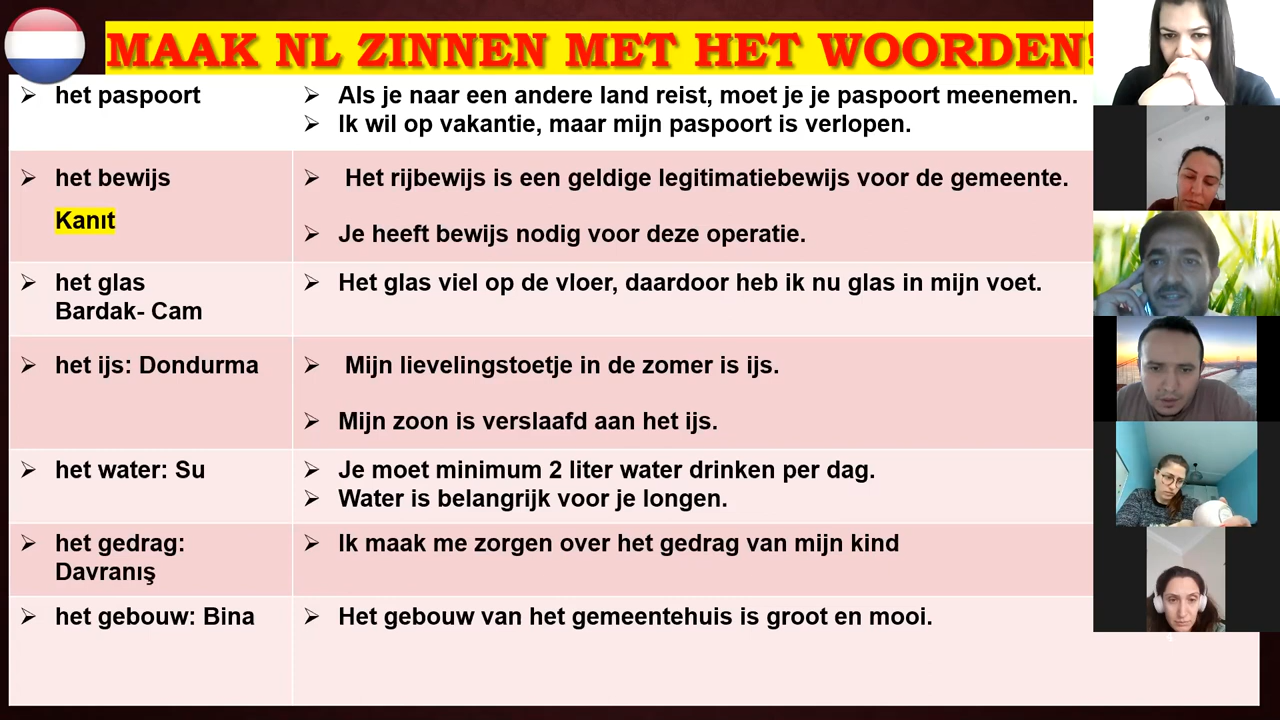 MAAK NL ZINNEN MET HET WOORDEN!
het paspoort
Als je naar een andere land reist, moet je je paspoort meenemen.
Ik wil op vakantie, maar mijn paspoort is verlopen.
het bewijs
Kanıt
Het rijbewijs is een geldige legitimatiebewijs voor de gemeente.
Je heeft bewijs nodig voor deze operatie.
het glas
Bardak- Cam
Het glas viel op de vloer, daardoor heb ik nu glas in mijn voet.
het ijs: Dondurma
Mijn lievelingstoetje in de zomer is ijs.
Mijn zoon is verslaafd aan het ijs.
het water: Su
Je moet minimum 2 liter water drinken per dag.
Water is belangrijk voor je longen.
het gedrag:
Davranış
Ik maak me zorgen over het gedrag van mijn kind
het gebouw: Bina
Het gebouw van het gemeentehuis is groot en mooi.